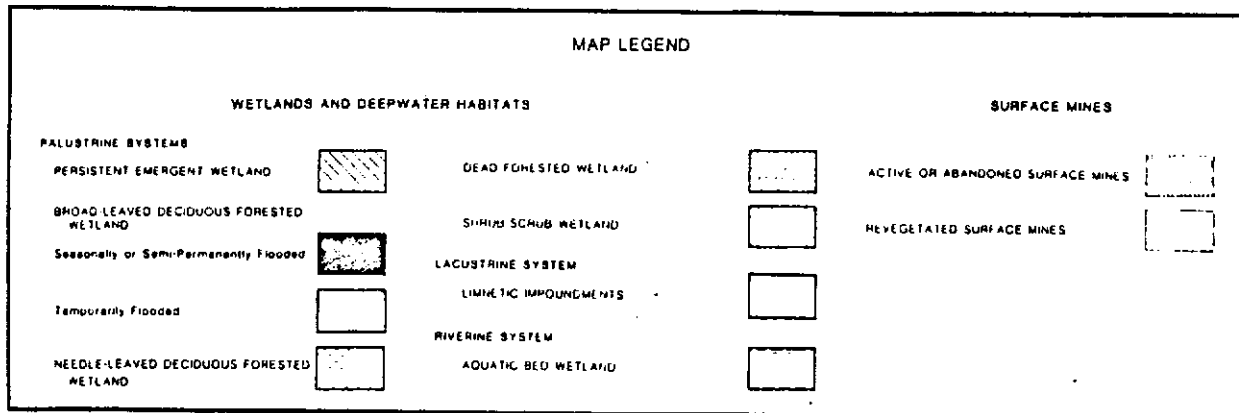 MAP LEGEND
WETLANDS AND DEEPWATER HABITATS
PALUSTRINE SYSTEMS
PERSISTENT EMERGENT WETLAND
BROAD-LEAVED DECIDUOUS FORESTED
WETLAND
Seasonally or Semi-Permanently Flooded
Temporarily Flooded
NEEDLE-LEAVED DECIDUOUS FORESTED
WETLAND
DEAD FORESTED WETLAND
SHRUB SCRUB WETLAND
LACUSTRINE SYSTEM
LIMNETIC IMPOUNDMENTS
RIVERINE SYSTEM
AQUATIC BED WETLAND
SURFACE MINES
ACTIVE OR ABANDONED SURFACE MINES
REVEGETATED SURFACE MINES